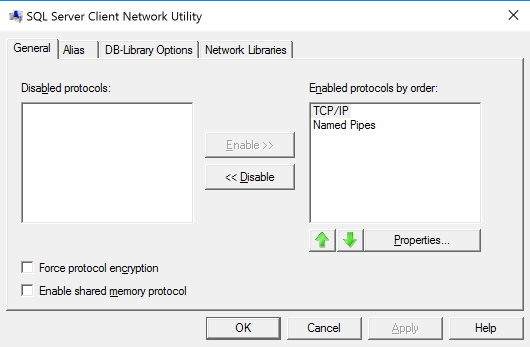 SQL Server Client Network Utility
General Alias DB-Library Options Network Libraries
Disabled protocols: Enabled protocols by order:
TCP/IP
Named Pipes
Enable >>
<< Disable
Properties...
Force protocol encryption
Enable shared memory protocol
OK Cancel Apply Help